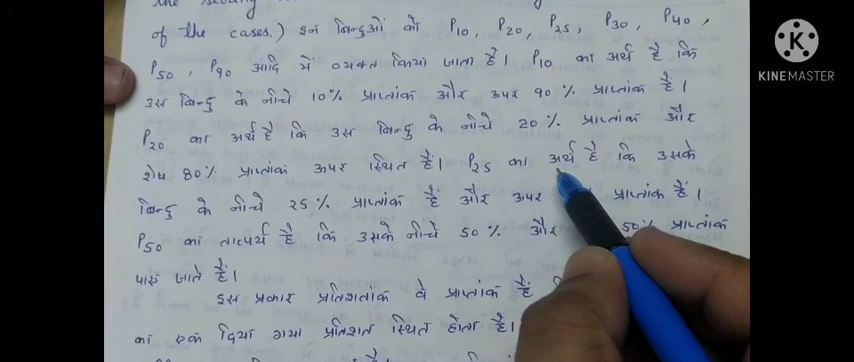 of the cases.) इन बिन्दुओं को P10, P20, P25, P30, P40,
P50, P90 आदि में व्यक्त किया जाता है। P10 का अर्थ है कि
उस बिन्दु के नीचे 10% प्राप्तांक और ऊपर 90% प्राप्तांक है।
P20 का अर्थ है कि उस बिन्दु के नीचे 20% प्राप्तांक और
शेष 80% प्राप्तांक ऊपर स्थित है। P25 का अर्थ है कि उसके
बिन्दु के नीचे 25% प्राप्तांक हैं और ऊपर प्राप्तांक हैं।
P50 का तात्पर्य है कि उसके नीचे 50% और 50% प्राप्तांक
पाए जाते हैं।
इस प्रकार प्रतिशतांक वे प्राप्तांक हैं
का एक दिया गया प्रतिशत स्थित होता है।
KINEMASTER